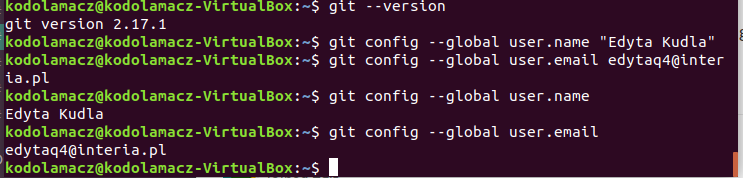 kodolamacz@kodolamacz-VirtualBox:~$ git --version
git version 2.17.1
kodolamacz@kodolamacz-VirtualBox:~$ git config --global user.name "Edyta Kudla"
kodolamacz@kodolamacz-VirtualBox:~$ git config --global user.email edytaq4@inter
ia.pl
kodolamacz@kodolamacz-VirtualBox:~$ git config --global user.name
Edyta Kudla
kodolamacz@kodolamacz-VirtualBox:~$ git config --global user.email
edytaq4@interia.pl
kodolamacz@kodolamacz-VirtualBox:~$